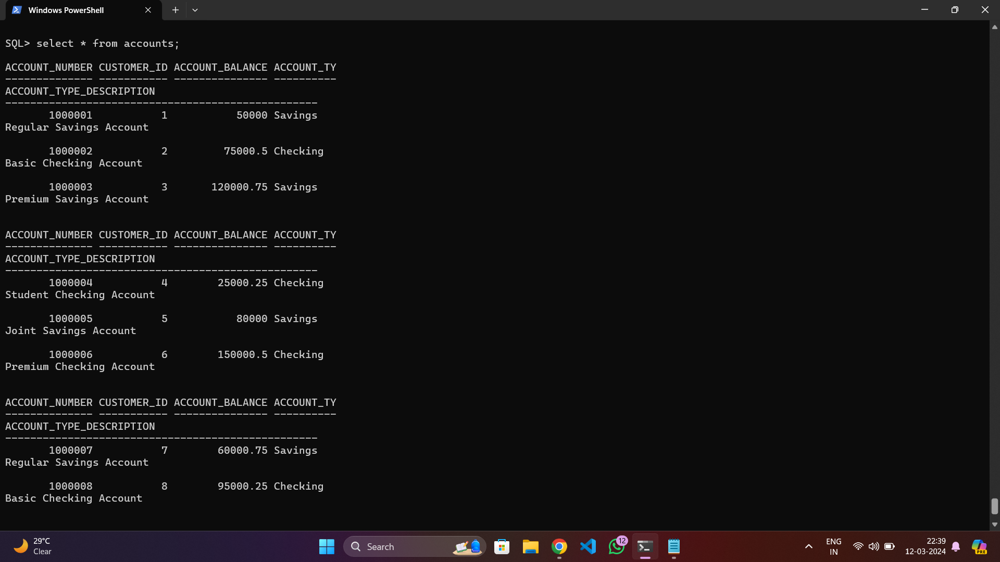 Windows PowerShell
SQL> select * from accounts;
ACCOUNT_NUMBER CUSTOMER_ID ACCOUNT_BALANCE ACCOUNT_TY
-------------- ----------- --------------- ----------
ACCOUNT_TYPE_DESCRIPTION
--------------------------------------------------
1000001 1 50000 Savings
Regular Savings Account
1000002 2 75000.5 Checking
Basic Checking Account
1000003 3 120000.75 Savings
Premium Savings Account
ACCOUNT_NUMBER CUSTOMER_ID ACCOUNT_BALANCE ACCOUNT_TY
-------------- ----------- --------------- ----------
ACCOUNT_TYPE_DESCRIPTION
--------------------------------------------------
1000004 4 25000.25 Checking
Student Checking Account
1000005 5 80000 Savings
Joint Savings Account
1000006 6 150000.5 Checking
Premium Checking Account
ACCOUNT_NUMBER CUSTOMER_ID ACCOUNT_BALANCE ACCOUNT_TY
-------------- ----------- --------------- ----------
ACCOUNT_TYPE_DESCRIPTION
--------------------------------------------------
1000007 7 60000.75 Savings
Regular Savings Account
1000008 8 95000.25 Checking
Basic Checking Account
29°C
Clear
Search
12
ENG
IN
22:39
12-03-2024
PRE